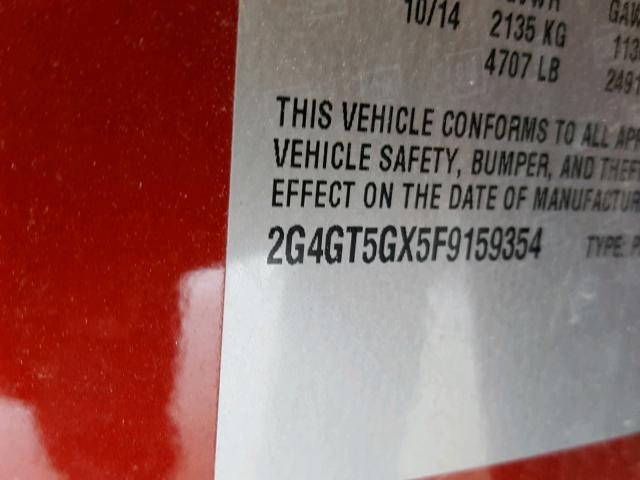 10/14 2135 KG
4707 LB
THIS VEHICLE CONFORMS TO ALL
VEHICLE SAFETY, BUMPER, AND
EFFECT ON THE DATE OF
2G4GT5GX5F9159354 TYPE: